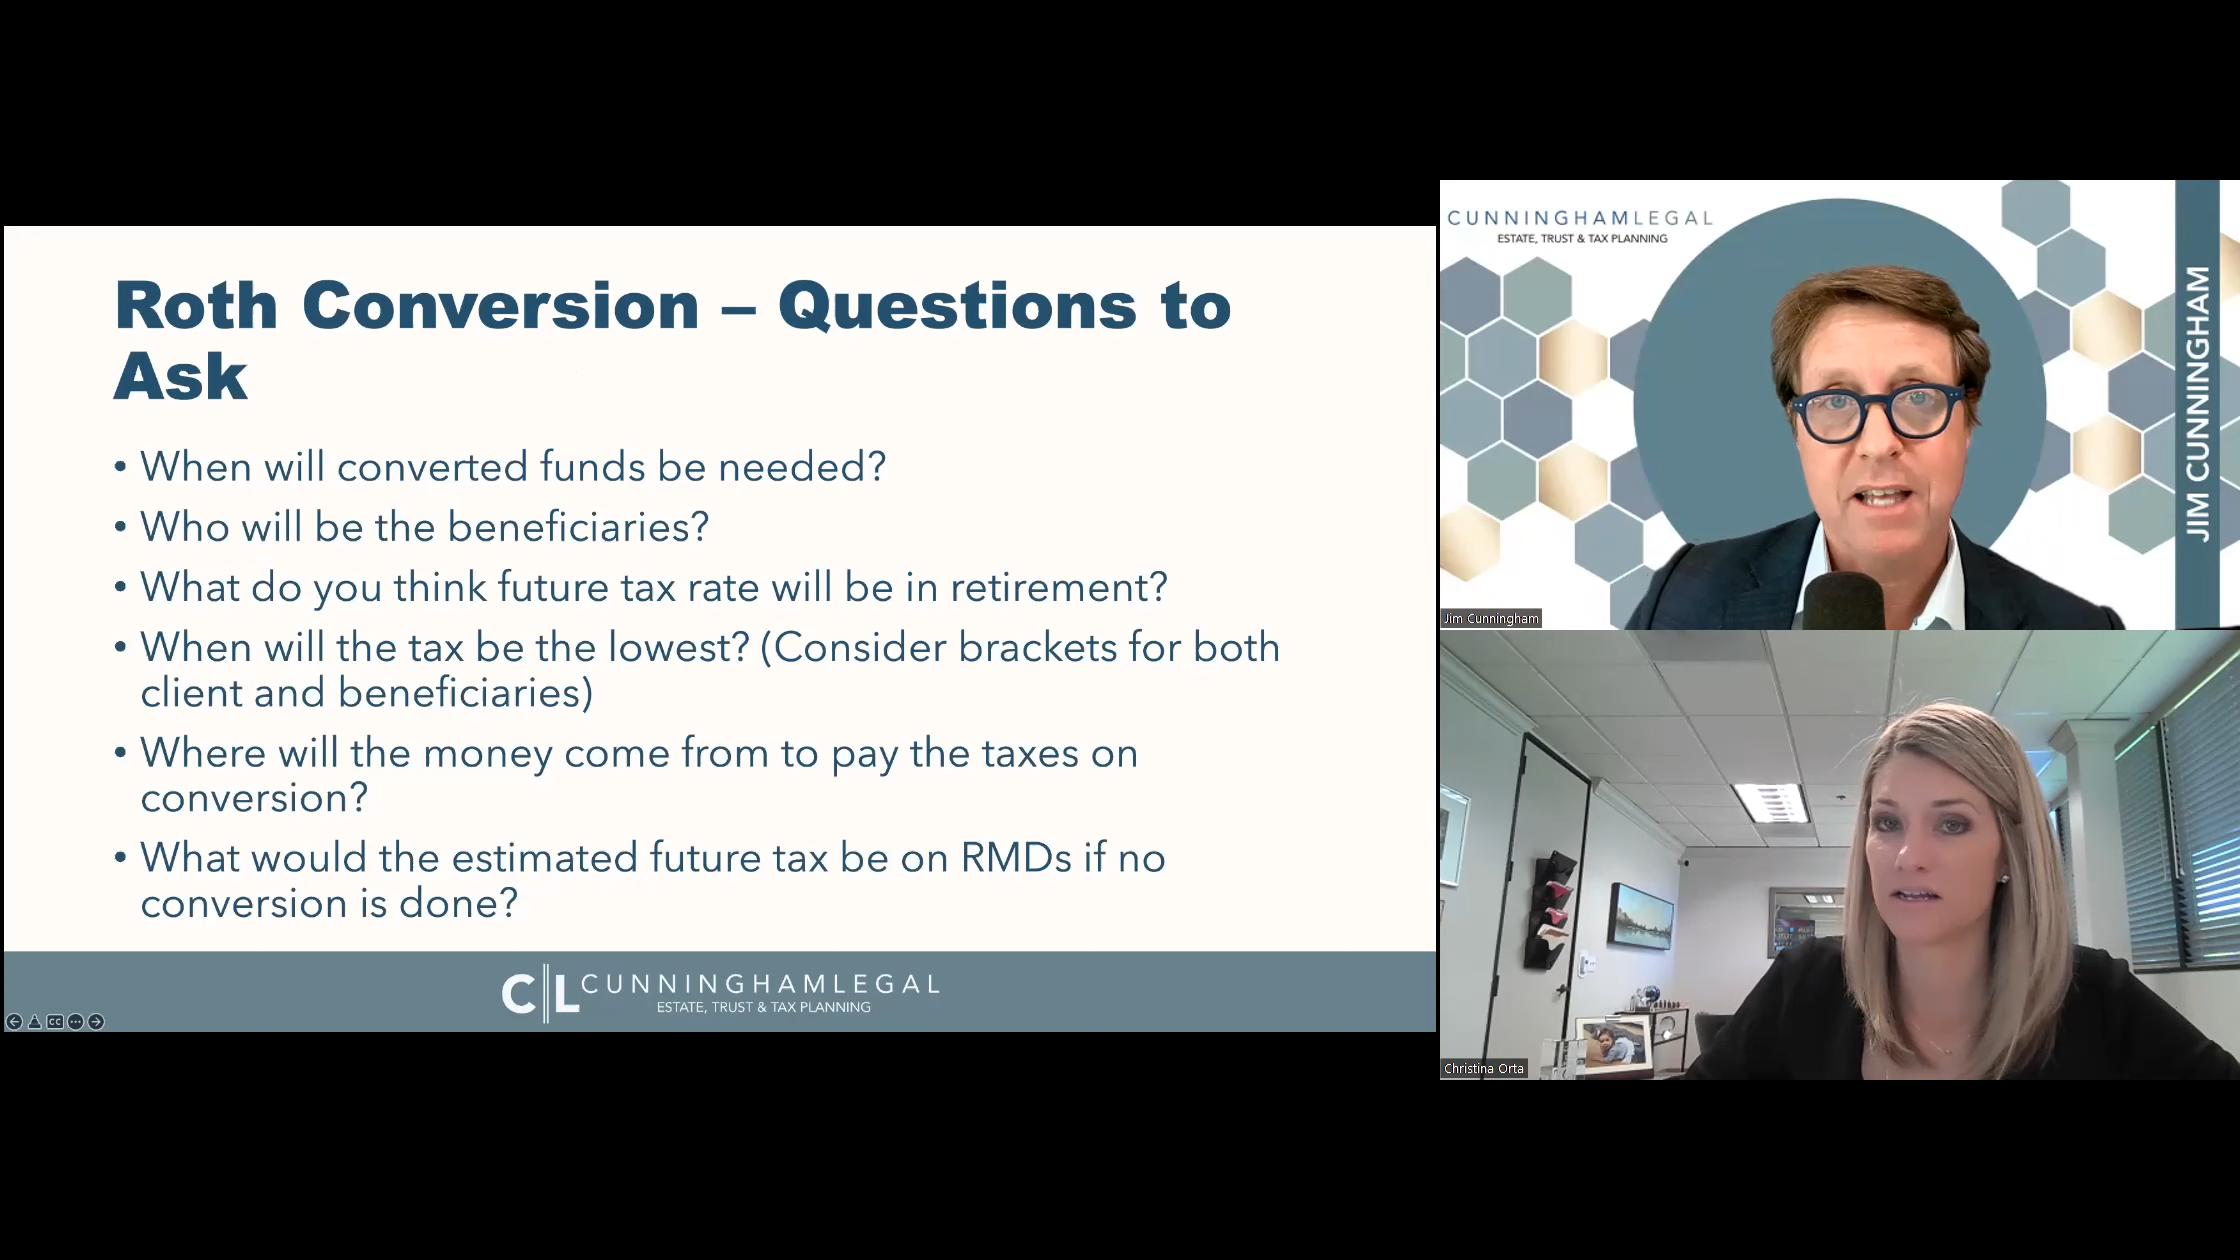 Roth Conversion – Questions to
Ask
• When will converted funds be needed?
• Who will be the beneficiaries?
• What do you think future tax rate will be in retirement?
• When will the tax be the lowest? (Consider brackets for both
client and beneficiaries)
• Where will the money come from to pay the taxes on
conversion?
• What would the estimated future tax be on RMDs if no
conversion is done?
CL CUNNINGHAMLEGAL
ESTATE, TRUST & TAX PLANNING
CC
CUNNINGHAMLEGAL
ESTATE, TRUST & TAX PLANNING
JIM CUNNINGHAM
Jim Cunningham
Christina Orta